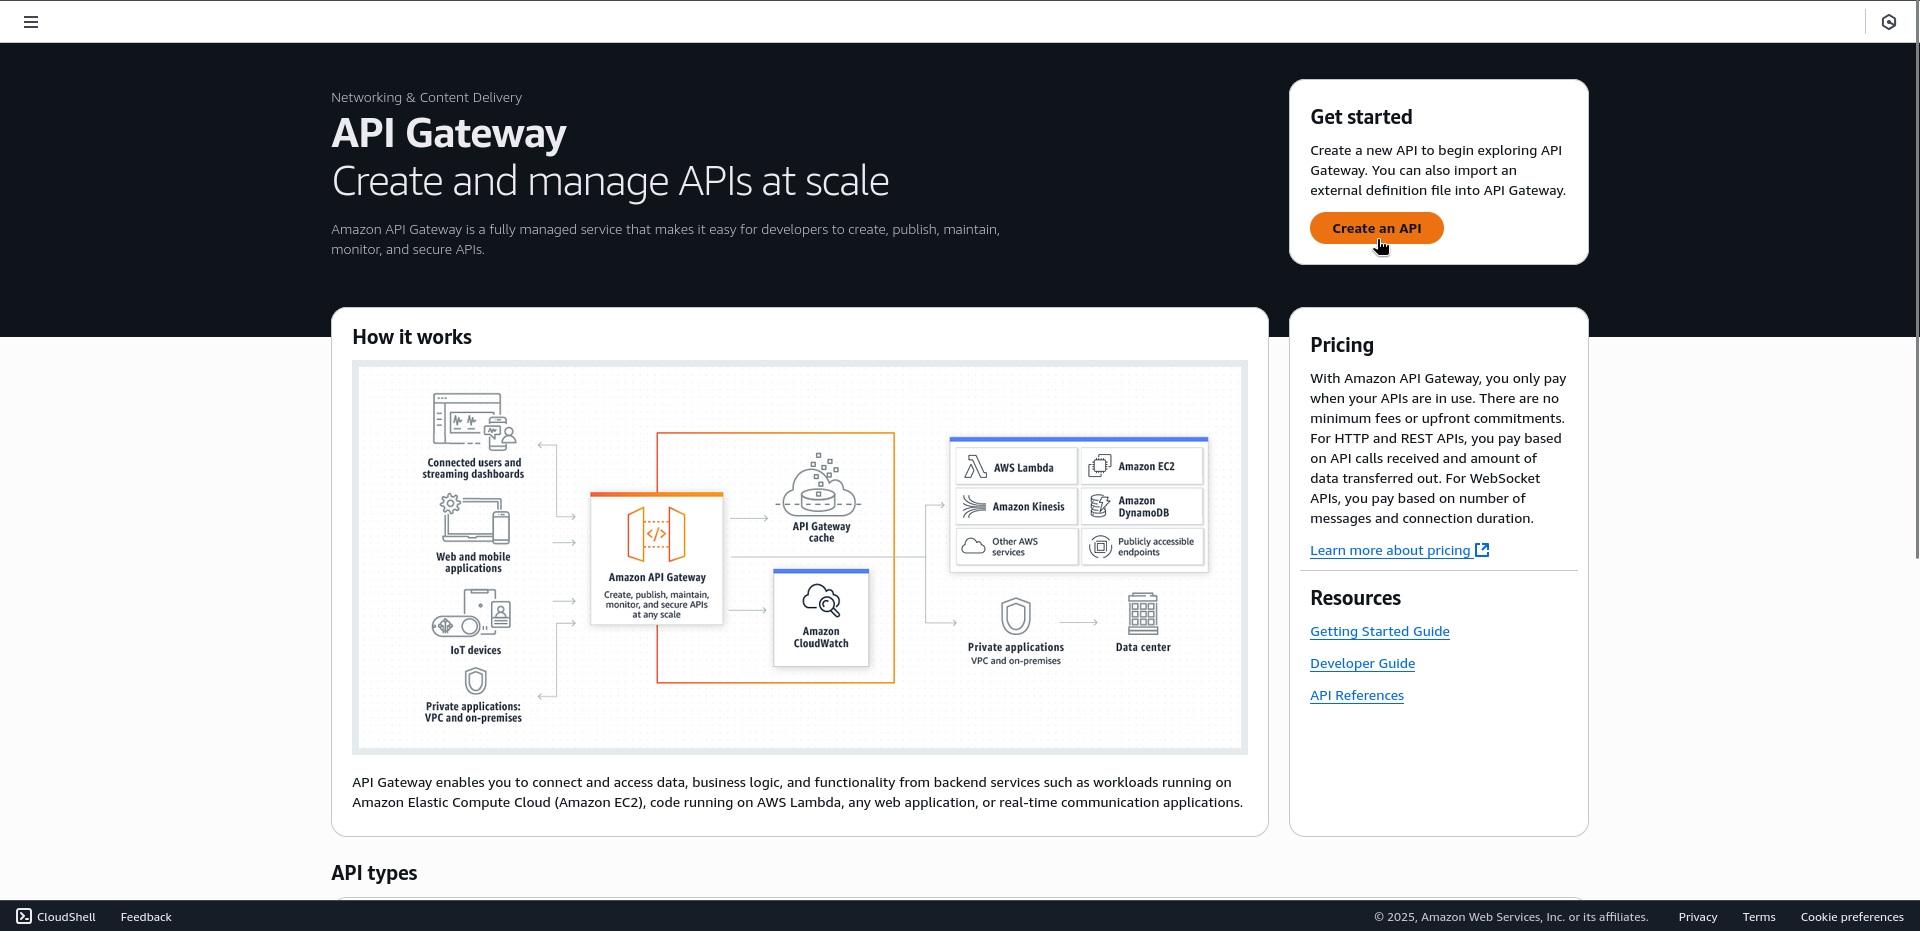 Networking & Content Delivery
API Gateway
Create and manage APIs at scale
Amazon API Gateway is a fully managed service that makes it easy for developers to create, publish, maintain,
monitor, and secure APIs.
Get started
Create a new API to begin exploring API
Gateway. You can also import an
external definition file into API Gateway.
Create an API
How it works
Connected users and
streaming dashboards
Web and mobile
applications
IoT devices
Private applications:
VPC and on-premises
</>
Amazon API Gateway
Create, publish, maintain,
monitor, and secure APIs
at any scale
API Gateway
cache
Amazon
CloudWatch
AWS Lambda
Amazon EC2
Amazon Kinesis
Amazon
DynamoDB
Other AWS
services
Publicly accessible
endpoints
Private applications
VPC and on-premises
Data center
API Gateway enables you to connect and access data, business logic, and functionality from backend services such as workloads running on
Amazon Elastic Compute Cloud (Amazon EC2), code running on AWS Lambda, any web application, or real-time communication applications.
Pricing
With Amazon API Gateway, you only pay
when your APIs are in use. There are no
minimum fees or upfront commitments.
For HTTP and REST APIs, you pay based
on API calls received and amount of
data transferred out. For WebSocket
APIs, you pay based on number of
messages and connection duration.
Learn more about pricing
Resources
Getting Started Guide
Developer Guide
API References
API types
CloudShell
Feedback
© 2025, Amazon Web Services, Inc. or its affiliates.
Privacy
Terms
Cookie preferences